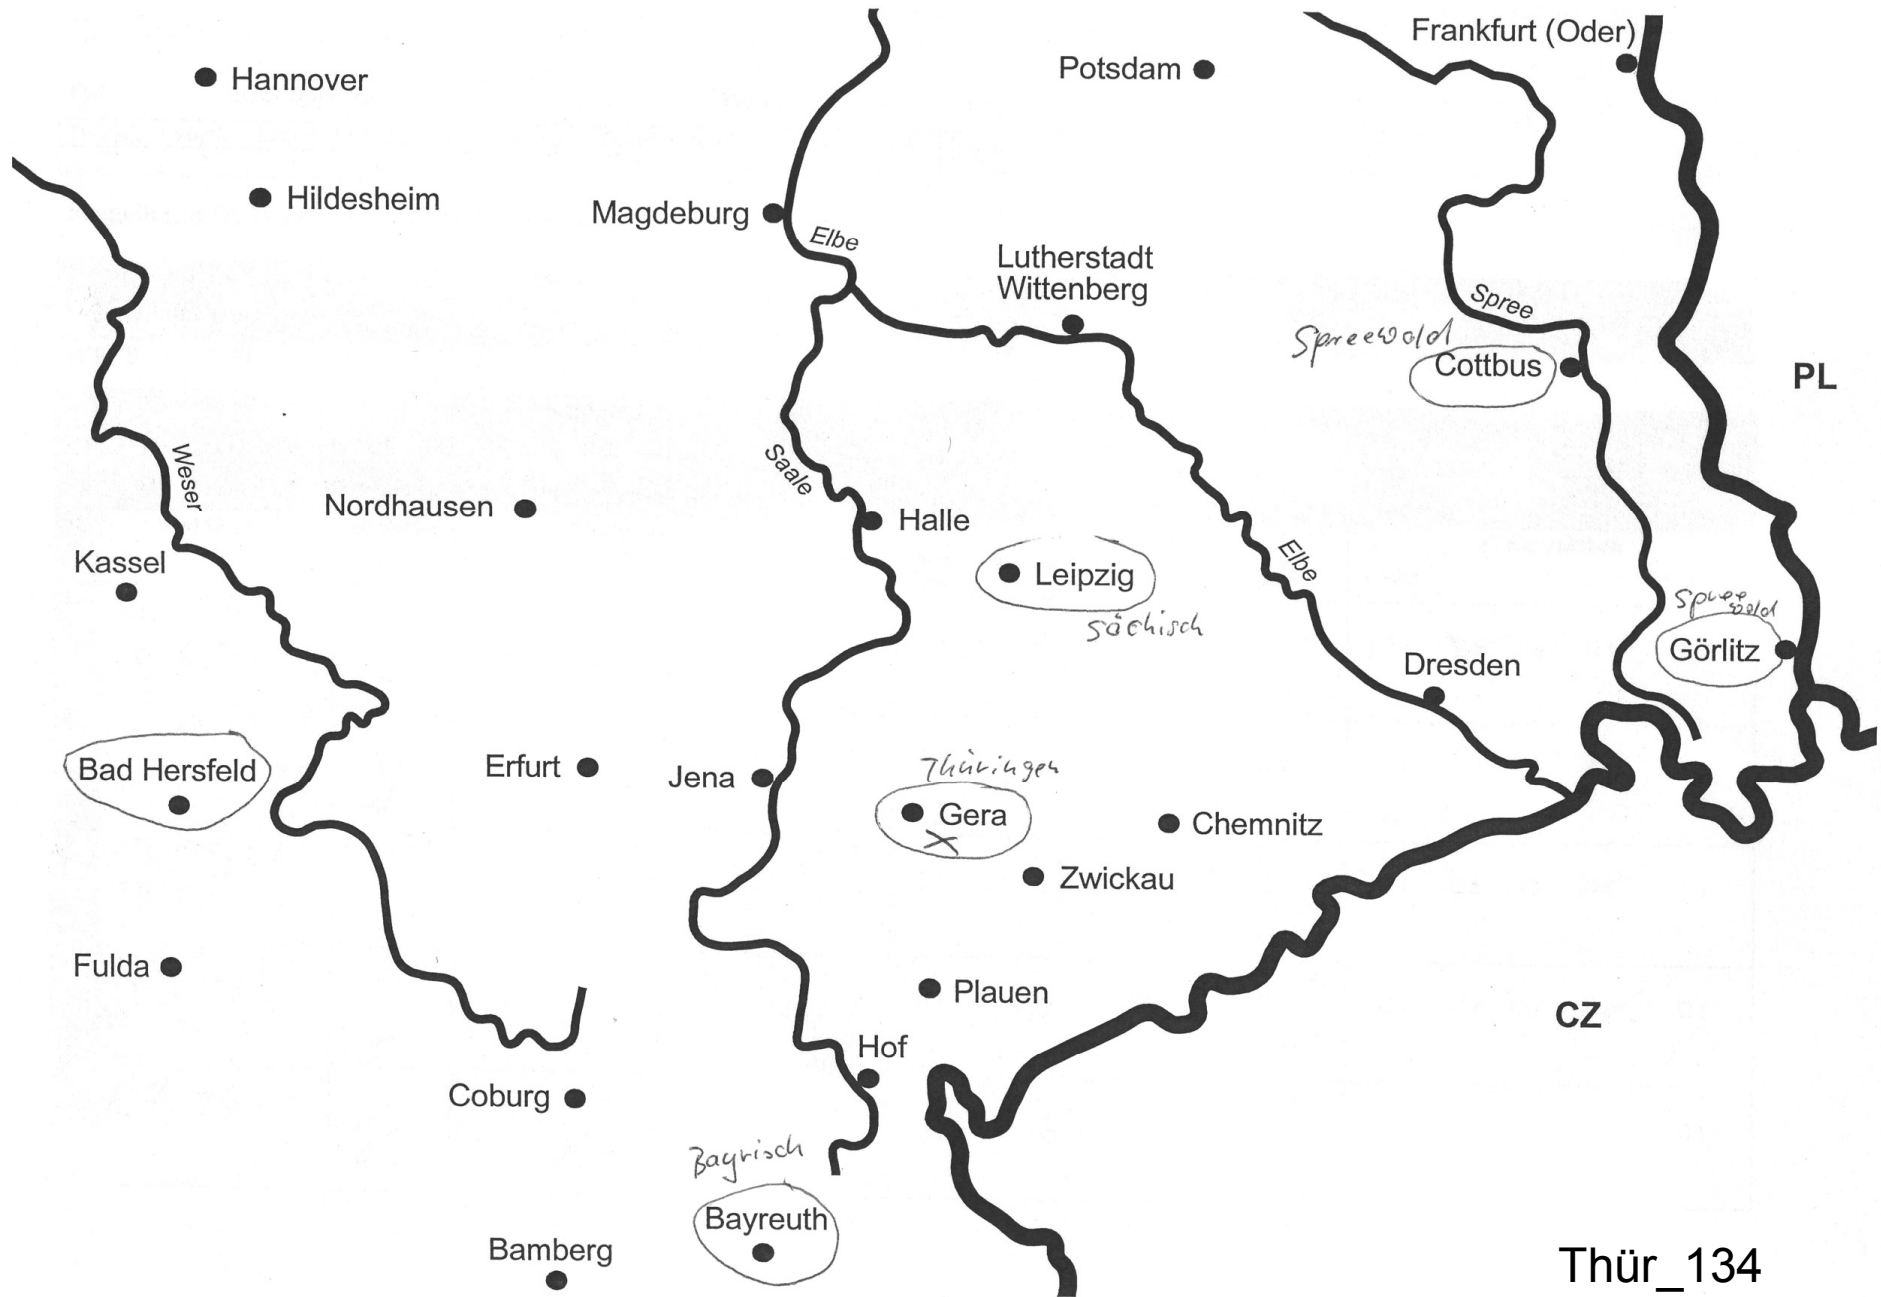 Frankfurt (Oder)
Potsdam
Hannover
Hildesheim
Magdeburg
Elbe
Lutherstadt
Wittenberg
Spree
Spreewald
Cottbus
PL
Weser
Saale
Nordhausen
Halle
Kassel
Leipzig
Sächisch
Elbe
Spree
wald
Görlitz
Dresden
Bad Hersfeld
Erfurt
Jena
Thüringen
Gera
X
Chemnitz
Zwickau
Fulda
Plauen
CZ
Hof
Coburg
Bayrisch
Bayreuth
Bamberg
Thür_134